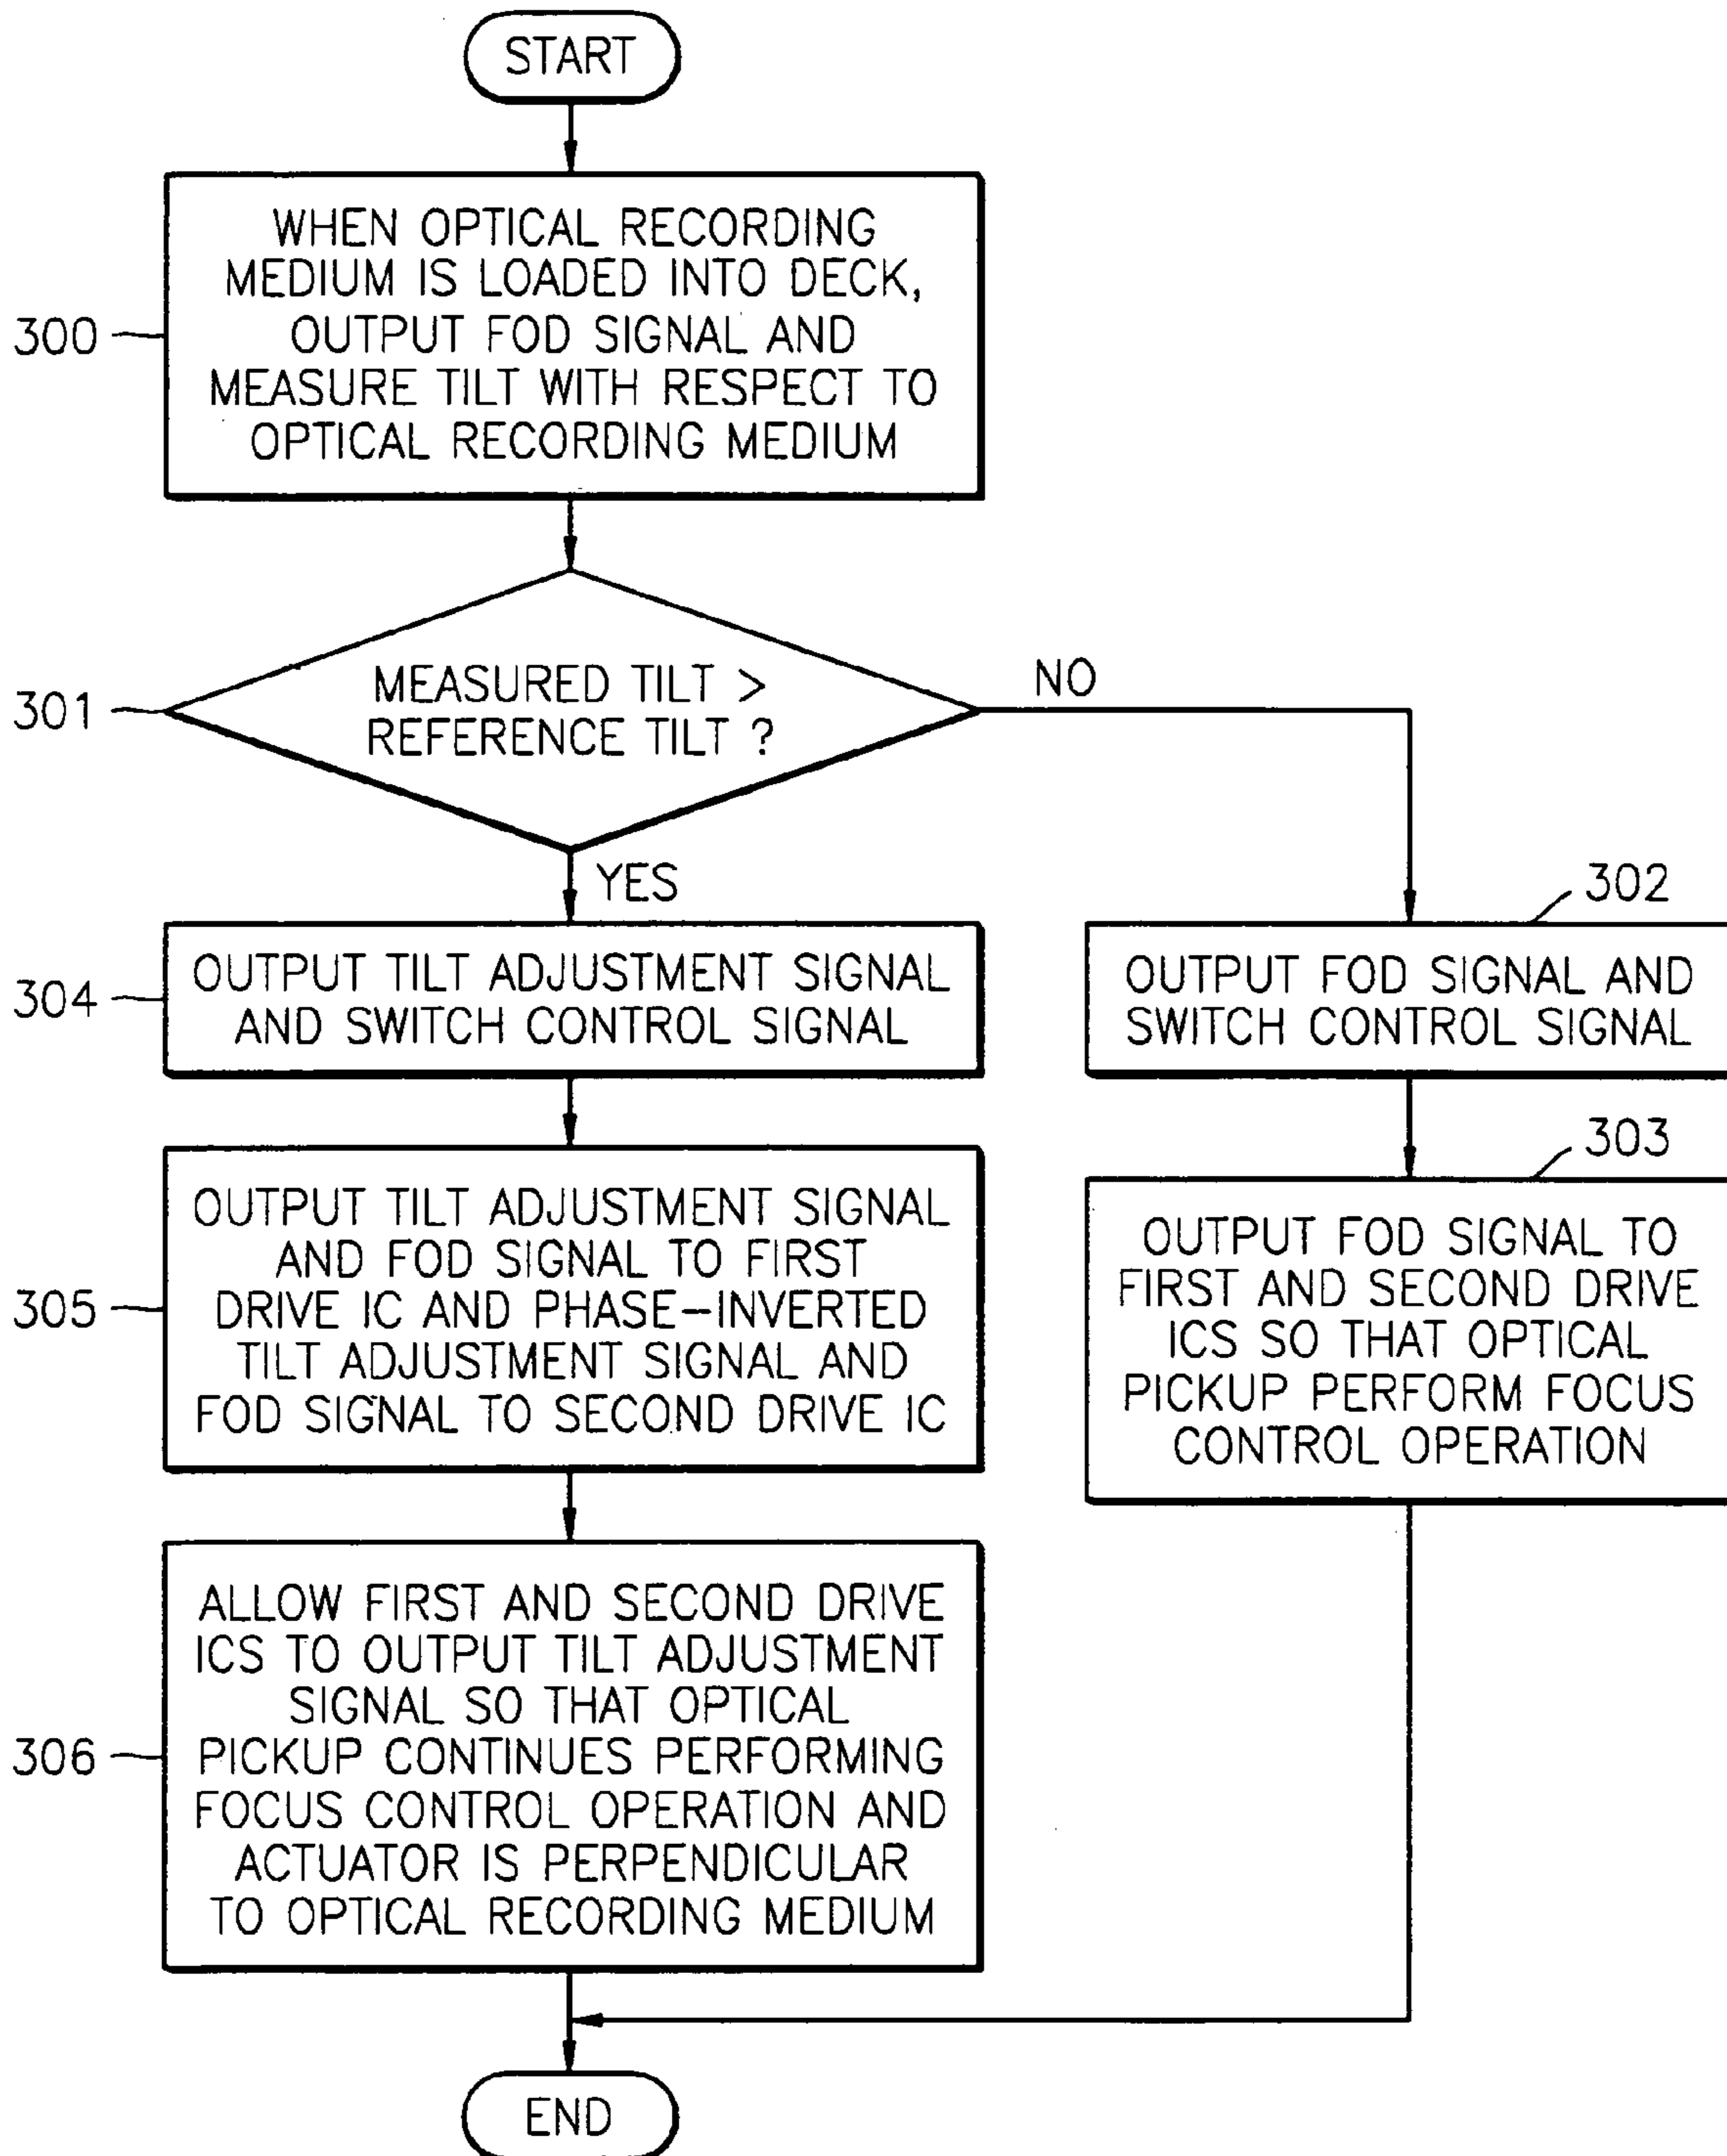 START
300
WHEN OPTICAL RECORDING
MEDIUM IS LOADED INTO DECK,
OUTPUT FOD SIGNAL AND
MEASURE TILT WITH RESPECT TO
OPTICAL RECORDING MEDIUM
301
MEASURED TILT >
REFERENCE TILT ?
NO
YES
302
OUTPUT FOD SIGNAL AND
SWITCH CONTROL SIGNAL
303
OUTPUT FOD SIGNAL TO
FIRST AND SECOND DRIVE
ICS SO THAT OPTICAL
PICKUP PERFORM FOCUS
CONTROL OPERATION
304
OUTPUT TILT ADJUSTMENT SIGNAL
AND SWITCH CONTROL SIGNAL
305
OUTPUT TILT ADJUSTMENT SIGNAL
AND FOD SIGNAL TO FIRST
DRIVE IC AND PHASE-INVERTED
TILT ADJUSTMENT SIGNAL AND
FOD SIGNAL TO SECOND DRIVE IC
306
ALLOW FIRST AND SECOND DRIVE
ICS TO OUTPUT TILT ADJUSTMENT
SIGNAL SO THAT OPTICAL
PICKUP CONTINUES PERFORMING
FOCUS CONTROL OPERATION AND
ACTUATOR IS PERPENDICULAR
TO OPTICAL RECORDING MEDIUM
END